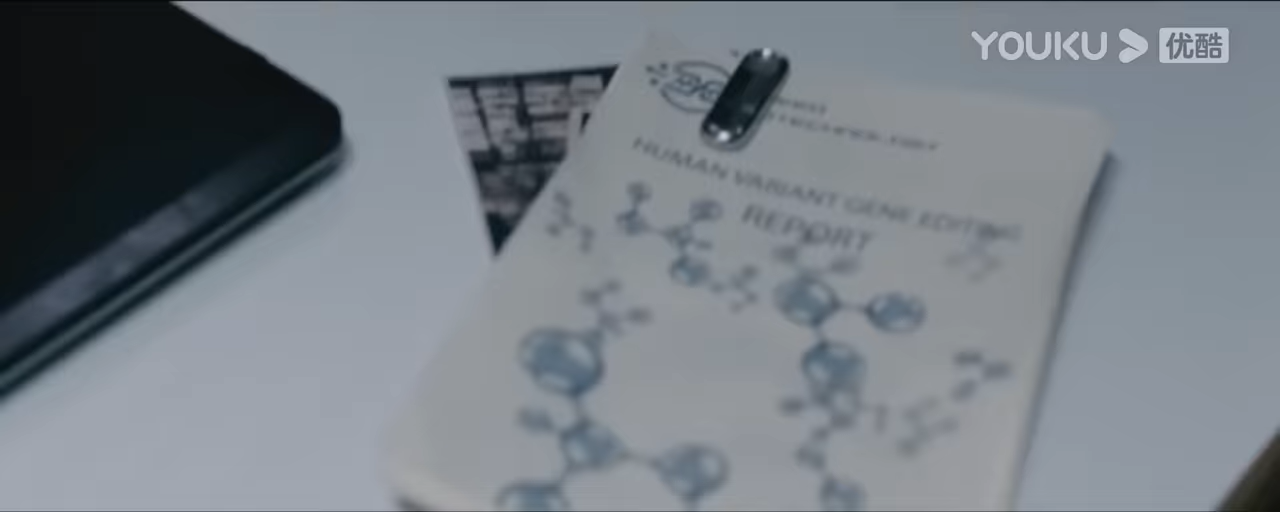 YOUKU 优酷
HUMAN VARIANT GENE EDITING
REPORT